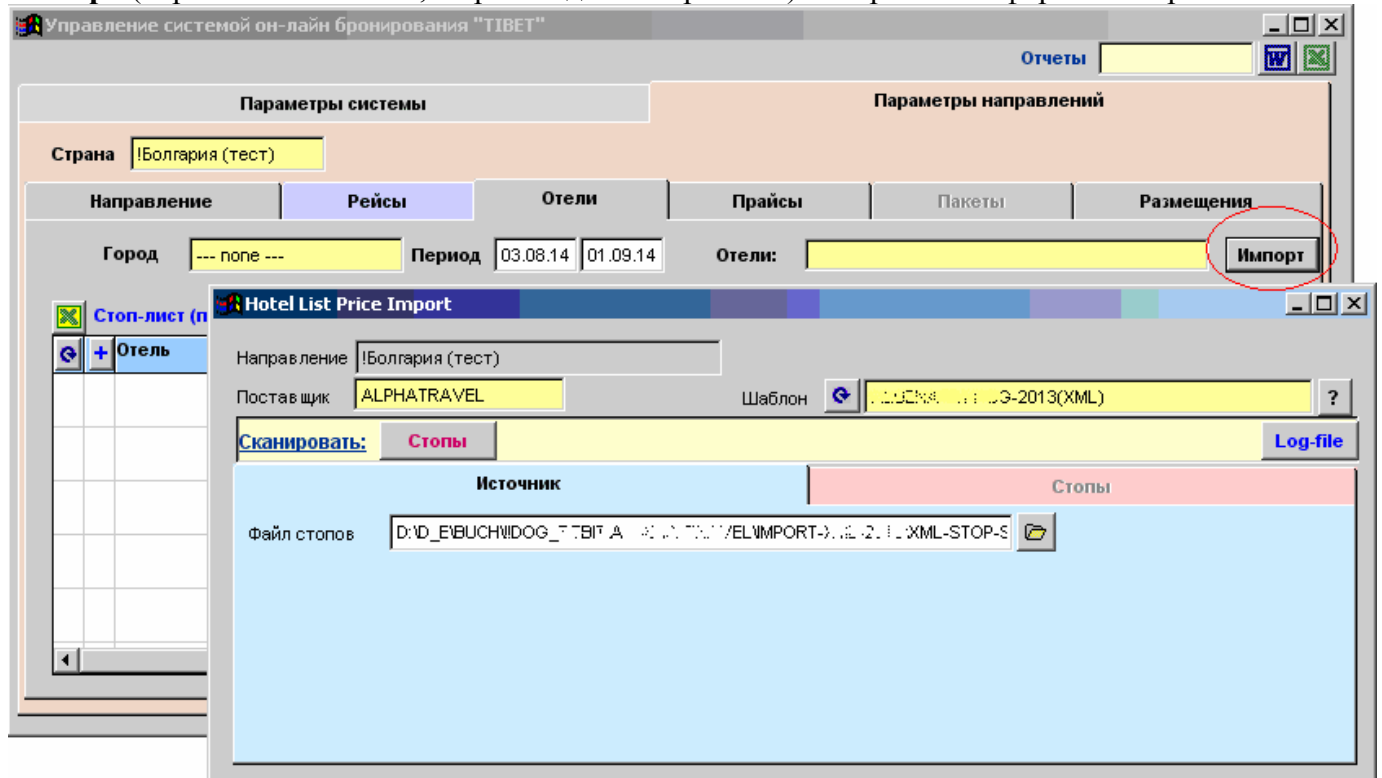 Управление системой он-лайн бронирования "TIBET"
Отчеты
Параметры системы Параметры направлений
Страна !Болгария (тест)
Направление Рейсы Отели Прайсы Пакеты Размещения
Город --- none --- Период 03.08.14 01.09.14 Отели: Импорт
Стоп-лист (п
Отель
Hotel List Price Import
Направление !Болгария (тест)
Поставщик ALPHATRAVEL Шаблон G-2013(XML) ?
Сканировать: Стопы Log-file
Источник Стопы
Файл стопов